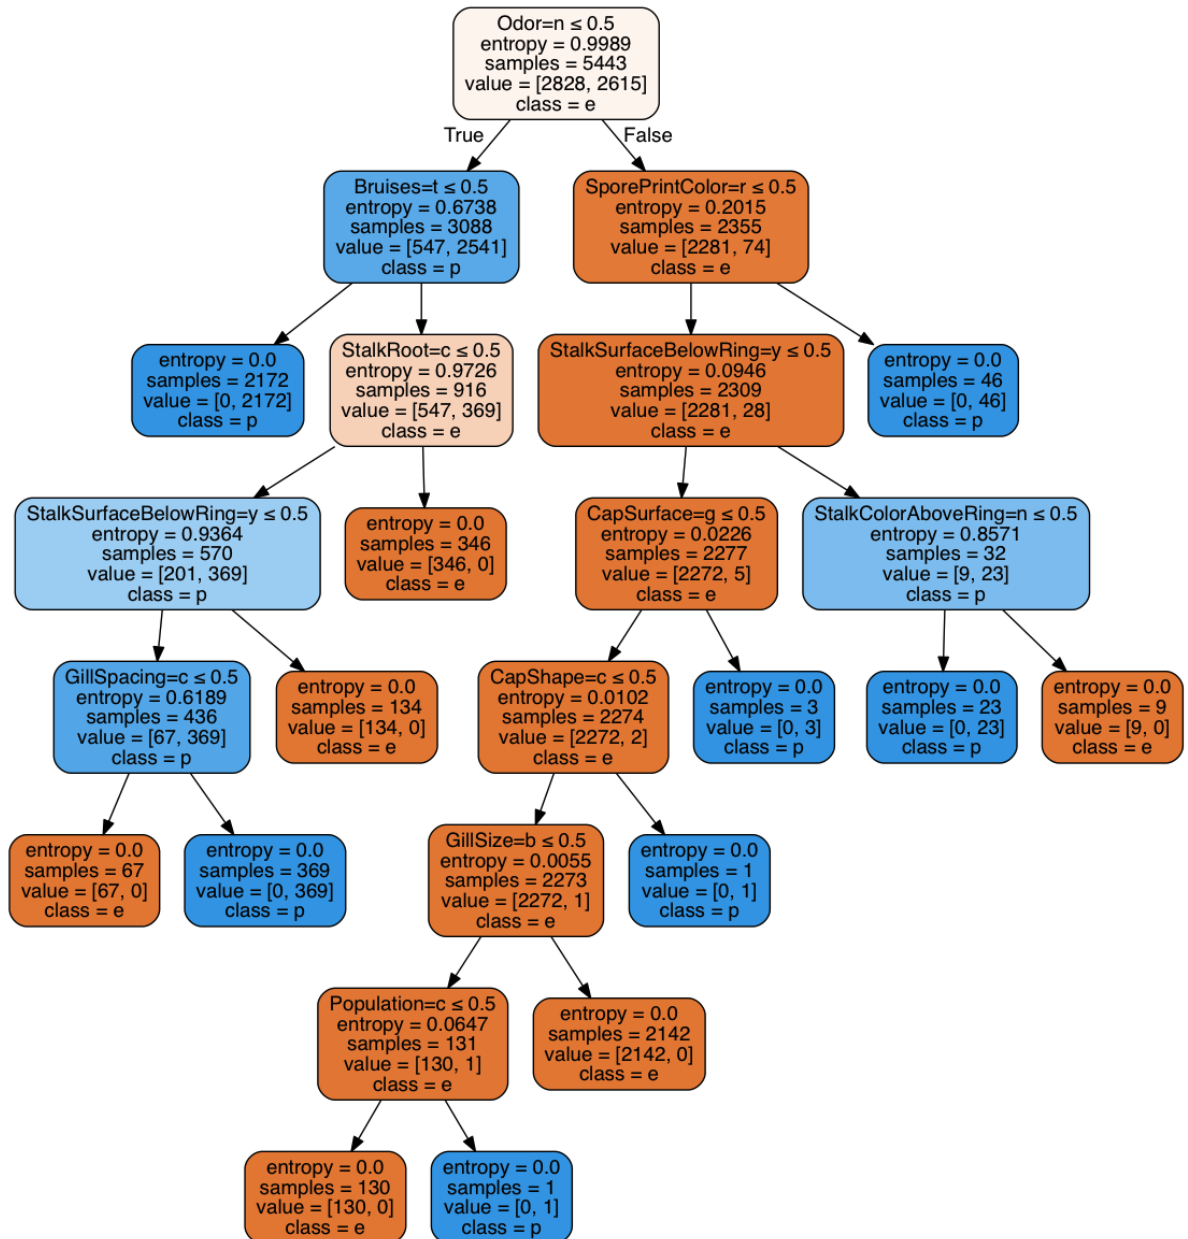 Odor=n ≤ 0.5
entropy = 0.9989
samples = 5443
value = [2828, 2615]
class = e
True
False
Bruises=t ≤ 0.5
entropy = 0.6738
samples = 3088
value = [547, 2541]
class = p
SporePrintColor=r ≤ 0.5
entropy = 0.2015
samples = 2355
value = [2281, 74]
class = e
entropy = 0.0
samples = 2172
value = [0, 2172]
class = p
StalkRoot=c ≤ 0.5
entropy = 0.9726
samples = 916
value = [547, 369]
class = e
StalkSurfaceBelowRing=y ≤ 0.5
entropy = 0.0946
samples = 2309
value = [2281, 28]
class = e
entropy = 0.0
samples = 46
value = [0, 46]
class = p
StalkSurfaceBelowRing=y ≤ 0.5
entropy = 0.9364
samples = 570
value = [201, 369]
class = p
entropy = 0.0
samples = 346
value = [346, 0]
class = e
CapSurface=g ≤ 0.5
entropy = 0.0226
samples = 2277
value = [2272, 5]
class = e
StalkColorAboveRing=n ≤ 0.5
entropy = 0.8571
samples = 32
value = [9, 23]
class = p
GillSpacing=c ≤ 0.5
entropy = 0.6189
samples = 436
value = [67, 369]
class = p
entropy = 0.0
samples = 134
value = [134, 0]
class = e
CapShape=c ≤ 0.5
entropy = 0.0102
samples = 2274
value = [2272, 2]
class = e
entropy = 0.0
samples = 3
value = [0, 3]
class = p
entropy = 0.0
samples = 23
value = [0, 23]
class = p
entropy = 0.0
samples = 9
value = [9, 0]
class = e
entropy = 0.0
samples = 67
value = [67, 0]
class = e
entropy = 0.0
samples = 369
value = [0, 369]
class = p
GillSize=b ≤ 0.5
entropy = 0.0055
samples = 2273
value = [2272, 1]
class = e
entropy = 0.0
samples = 1
value = [0, 1]
class = p
Population=c ≤ 0.5
entropy = 0.0647
samples = 131
value = [130, 1]
class = e
entropy = 0.0
samples = 2142
value = [2142, 0]
class = e
entropy = 0.0
samples = 130
value = [130, 0]
class = e
entropy = 0.0
samples = 1
value = [0, 1]
class = p